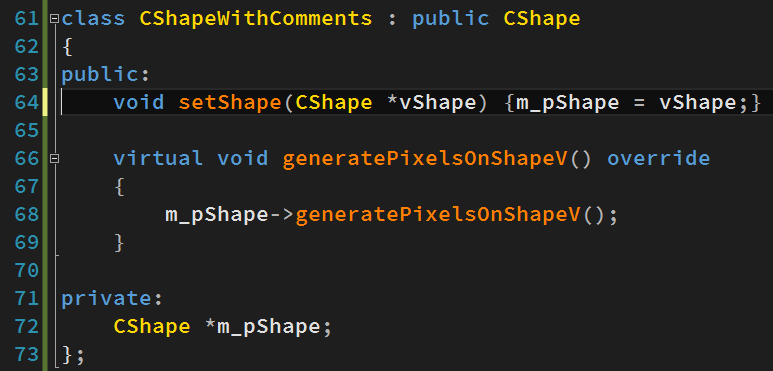 61 class CShapeWithComments : public CShape
62 {
63 public:
64     void setShape(CShape *vShape) {m_pShape = vShape;}
65
66     virtual void generatePixelsOnShapeV() override
67     {
68         m_pShape->generatePixelsOnShapeV();
69     }
70
71 private:
72     CShape *m_pShape;
73 };